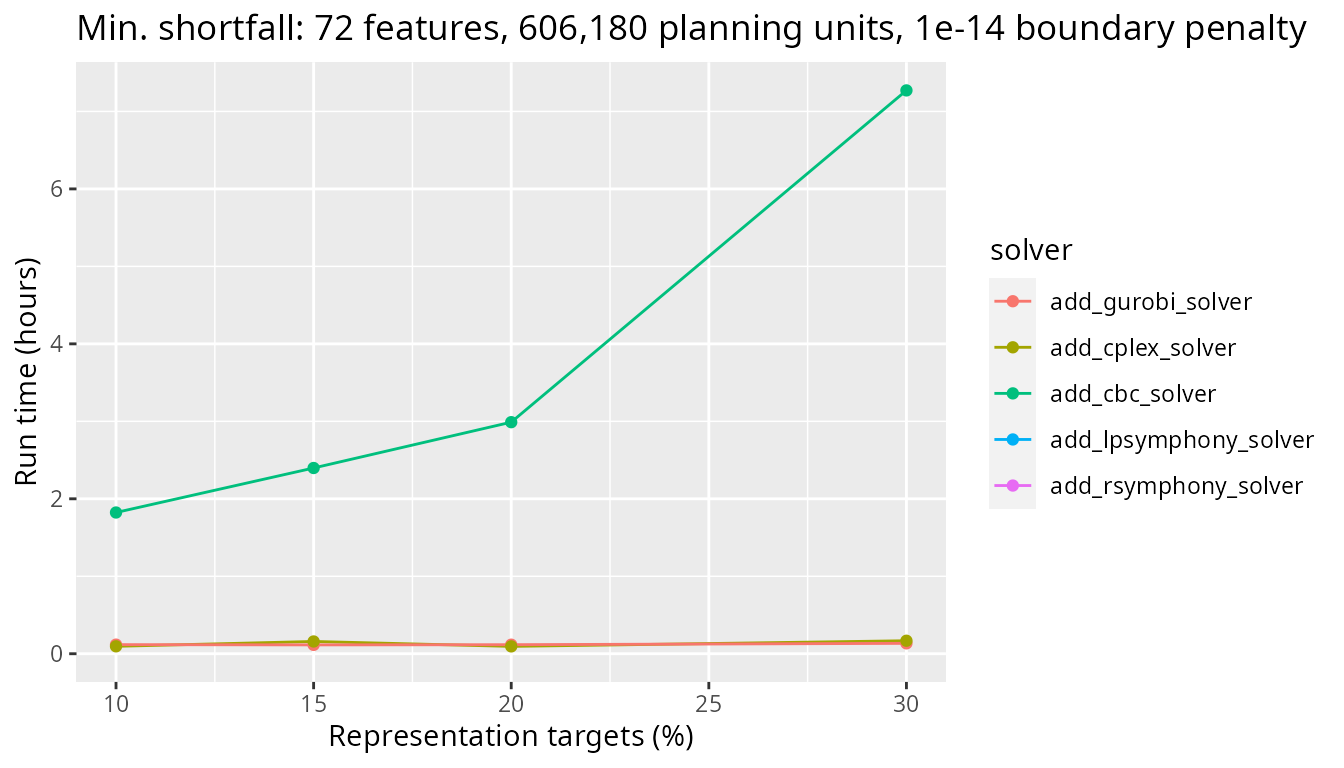 Min. shortfall: 72 features, 606,180 planning units, 1e-14 boundary penalty
Run time (hours)
6
4
2
0
10 15 20 25 30
Representation targets (%)
solver
add_gurobi_solver
add_cplex_solver
add_cbc_solver
add_lpsymphony_solver
add_rsymphony_solver